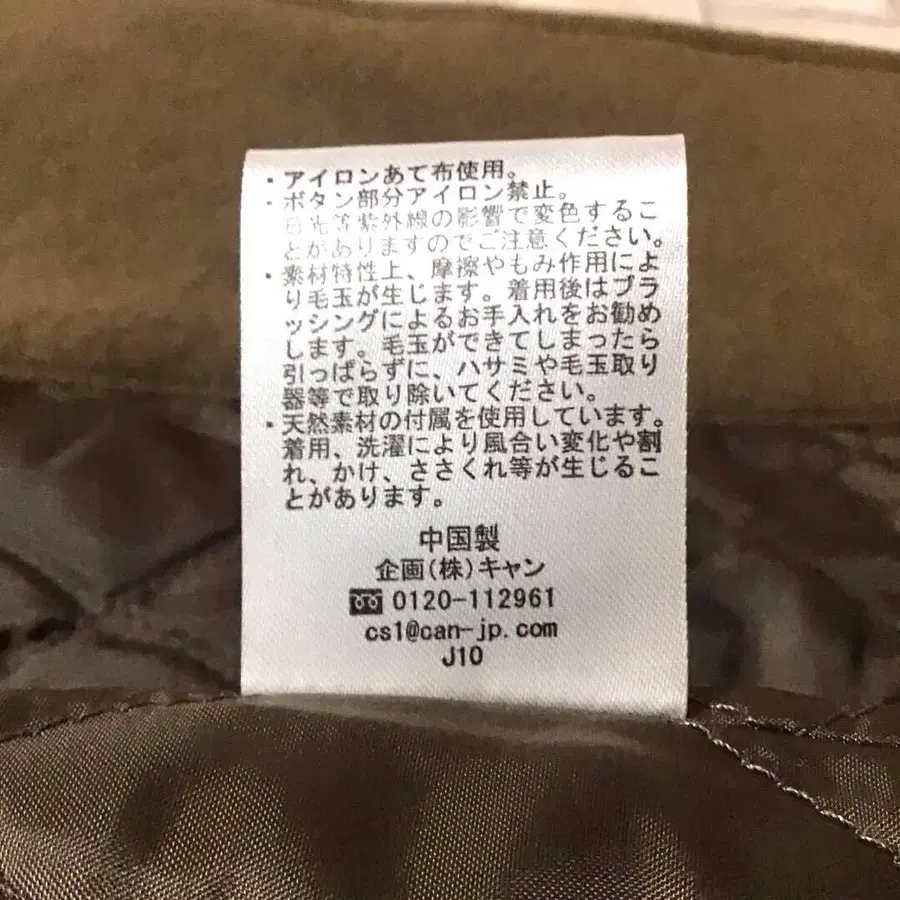 ・アイロンあて布使用。
・ボタン部分アイロン禁止。
日光等紫外線の影響で変色するこ
とがありますのでご注意ください。
・素材特性上、摩擦やもみ作用によ
り毛玉が生じます。着用後はブラ
ッシングによるお手入れをお勧め
します。毛玉ができてしまったら
引っぱらずに、ハサミや毛玉取り
器等で取り除いてください。
・天然素材の付属を使用しています。
着用、洗濯により風合い変化や割
れ、かけ、ささくれ等が生じるこ
とがあります。
中国製
企画(株)キャン
0120-112961
cs1@can-jp.com
J10